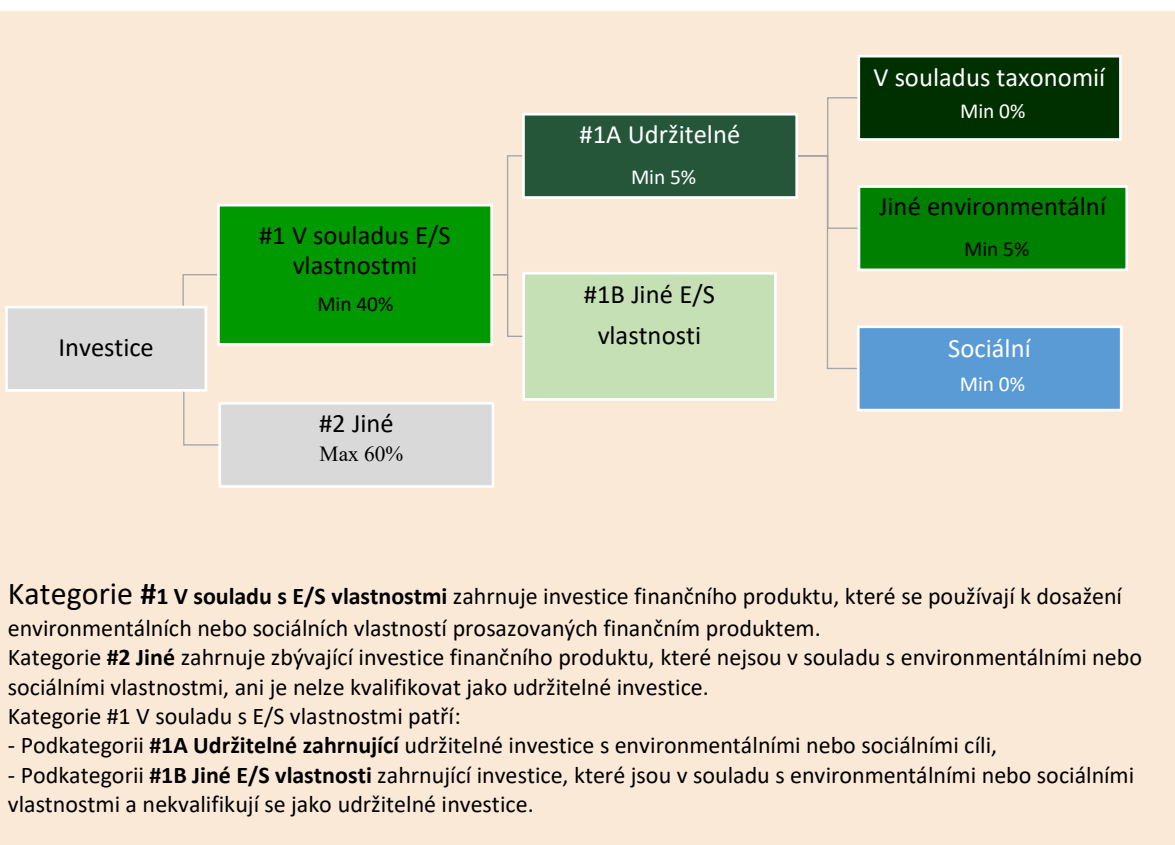 Investice
#1 V souladus E/S
vlastnostmi
Min 40%
#2 Jiné
Max 60%
#1A Udržitelné
Min 5%
#1B Jiné E/S
vlastnosti
V souladus taxonomií
Min 0%
Jiné environmentální
Min 5%
Sociální
Min 0%
Kategorie #1 V souladu s E/S vlastnostmi zahrnuje investice finančního produktu, které se používají k dosažení
environmentálních nebo sociálních vlastností prosazovaných finančním produktem.
Kategorie #2 Jiné zahrnuje zbývající investice finančního produktu, které nejsou v souladu s environmentálními nebo
sociálními vlastnostmi, ani je nelze kvalifikovat jako udržitelné investice.
Kategorie #1 V souladu s E/S vlastnostmi patří:
- Podkategorii #1A Udržitelné zahrnující udržitelné investice s environmentálními nebo sociálními cíli,
- Podkategorii #1B Jiné E/S vlastnosti zahrnující investice, které jsou v souladu s environmentálními nebo sociálními
vlastnostmi a nekvalifikují se jako udržitelné investice.